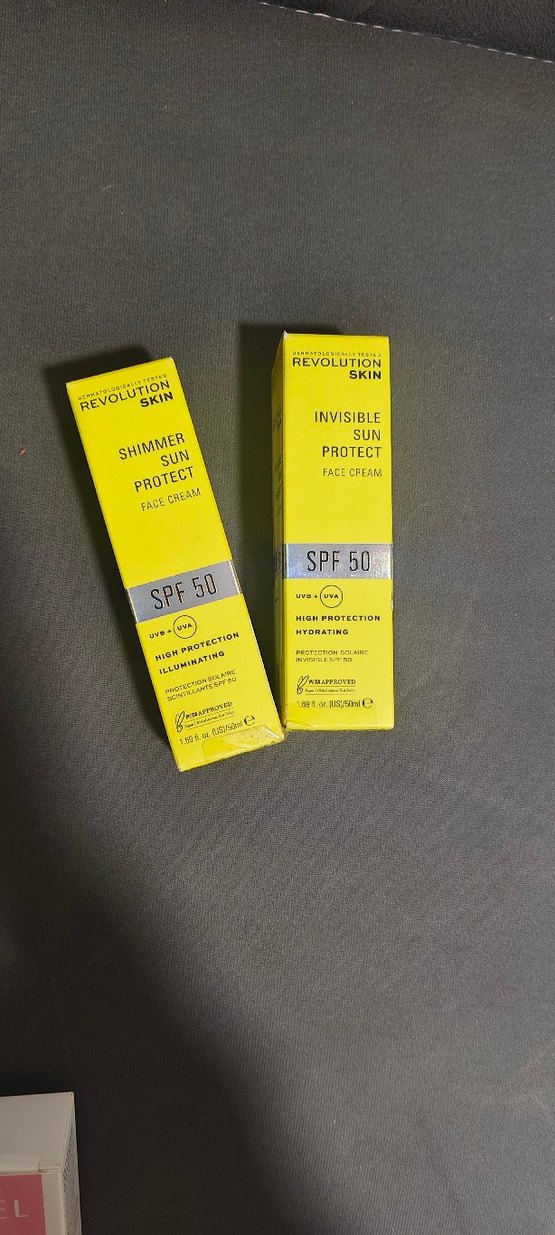 DERMATOLOGICALLY TESTED
REVOLUTION
SKIN
SHIMMER
SUN
PROTECT
FACE CREAM
SPF 50
UVB + UVA
HIGH PROTECTION
ILLUMINATING
PROTECTION SOLAIRE
SCINTILLANTE SPF 50
APPROVED
1.69 fl. oz. (US)/50ml e
DERMATOLOGICALLY TESTED
REVOLUTION
SKIN
INVISIBLE
SUN
PROTECT
FACE CREAM
SPF 50
UVB + UVA
HIGH PROTECTION
HYDRATING
PROTECTION SOLAIRE
INVISIBLE SPF 50
APPROVED
1.69 fl. oz. (US)/50ml e
EL